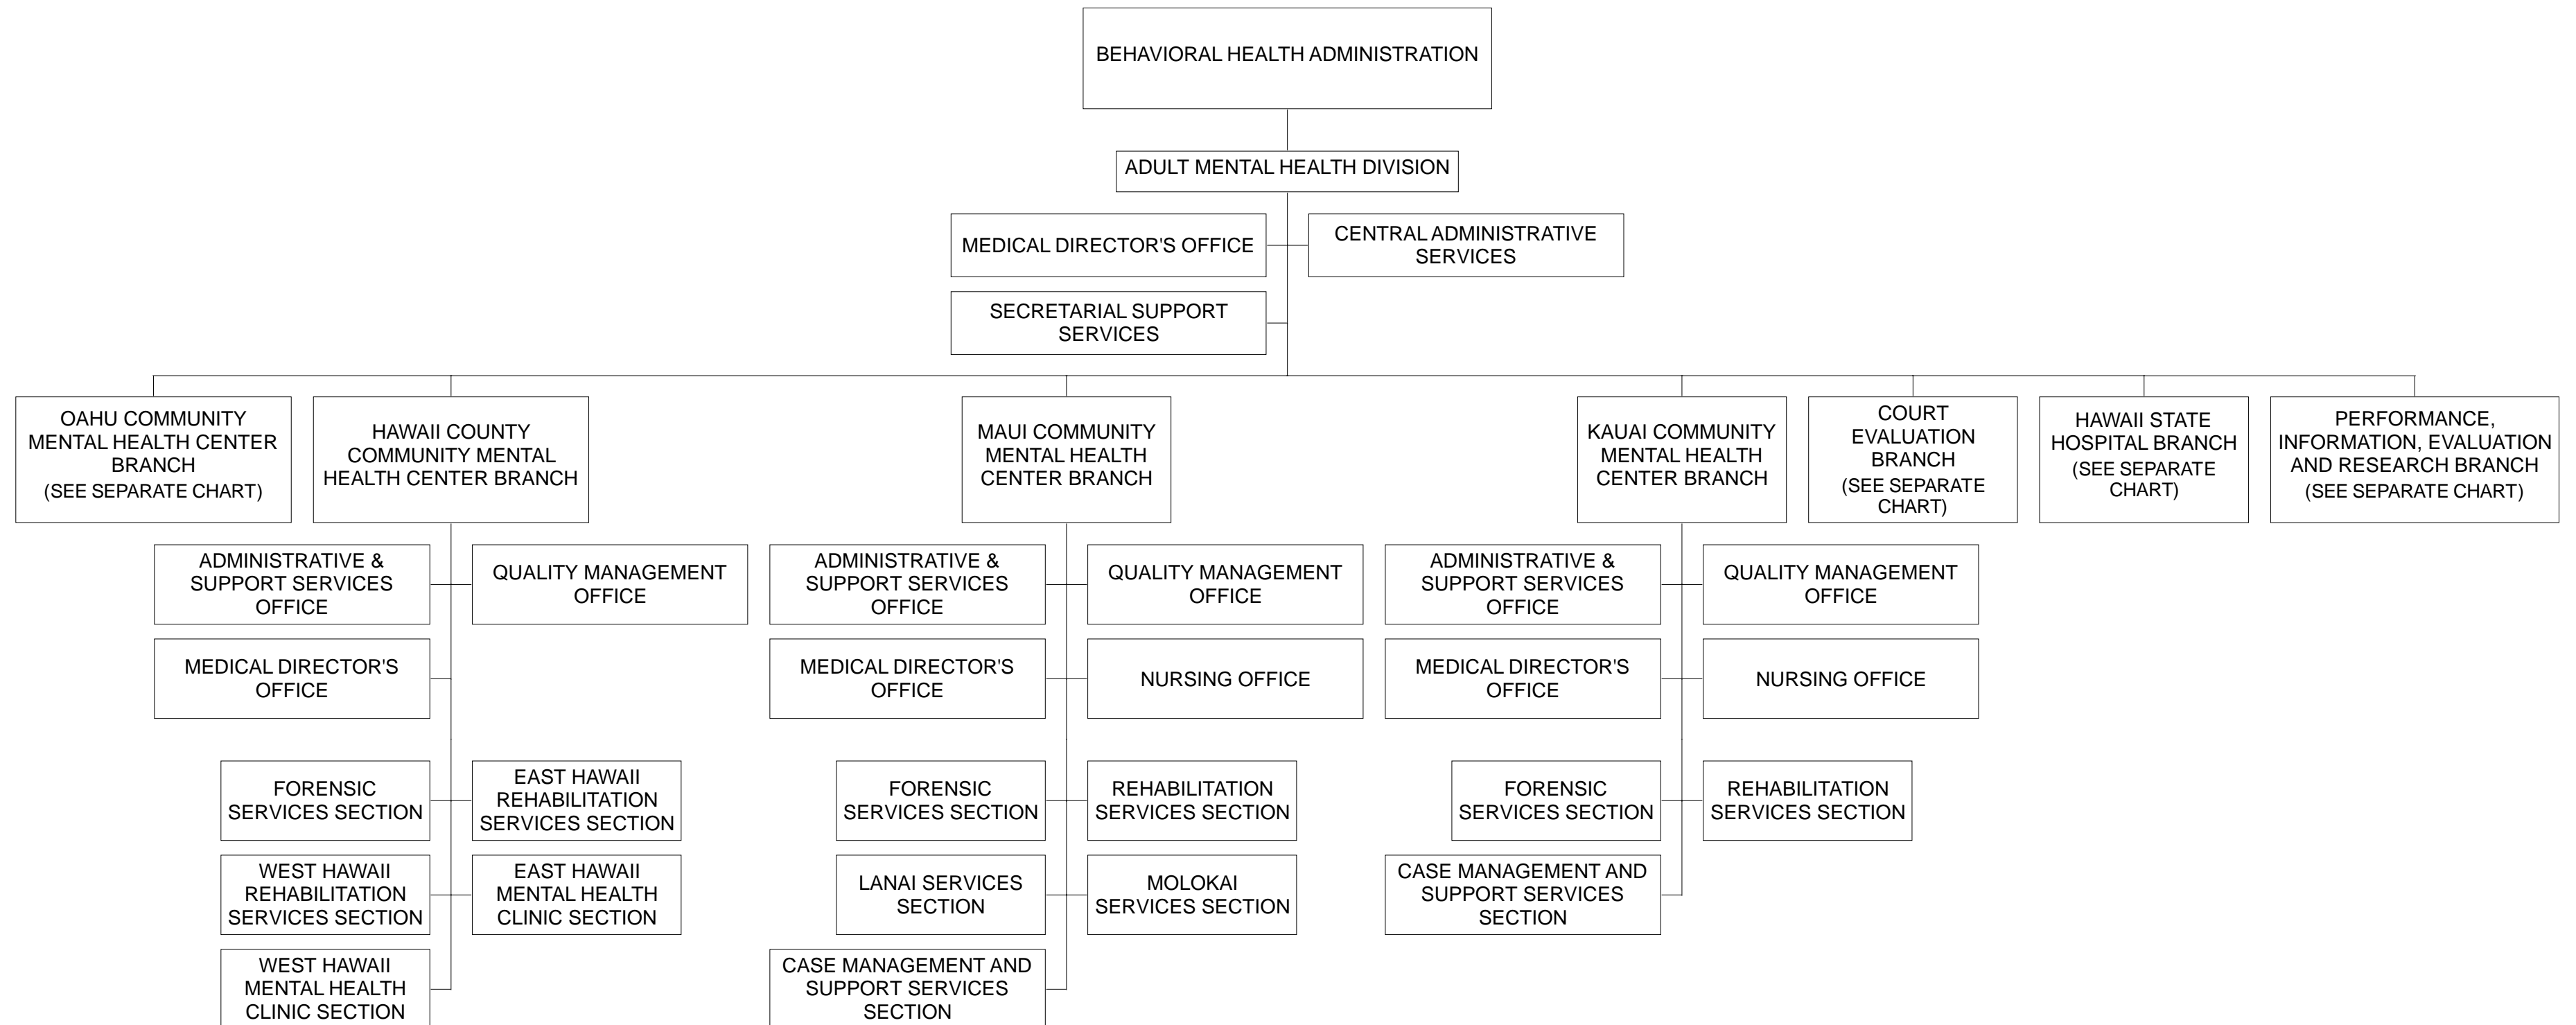 BEHAVIORAL HEALTH ADMINISTRATION
ADULT MENTAL HEALTH DIVISION
MEDICAL DIRECTOR'S OFFICE
CENTRAL ADMINISTRATIVE
SERVICES
SECRETARIAL SUPPORT
SERVICES
OAHU COMMUNITY
MENTAL HEALTH CENTER
BRANCH
(SEE SEPARATE CHART)
HAWAII COUNTY
COMMUNITY MENTAL
HEALTH CENTER BRANCH
MAUI COMMUNITY
MENTAL HEALTH
CENTER BRANCH
KAUAI COMMUNITY
MENTAL HEALTH
CENTER BRANCH
COURT
EVALUATION
BRANCH
(SEE SEPARATE
CHART)
HAWAII STATE
HOSPITAL BRANCH
(SEE SEPARATE
CHART)
PERFORMANCE,
INFORMATION, EVALUATION
AND RESEARCH BRANCH
(SEE SEPARATE CHART)
ADMINISTRATIVE &
SUPPORT SERVICES
OFFICE
QUALITY MANAGEMENT
OFFICE
ADMINISTRATIVE &
SUPPORT SERVICES
OFFICE
QUALITY MANAGEMENT
OFFICE
ADMINISTRATIVE &
SUPPORT SERVICES
OFFICE
QUALITY MANAGEMENT
OFFICE
MEDICAL DIRECTOR'S
OFFICE
MEDICAL DIRECTOR'S
OFFICE
NURSING OFFICE
MEDICAL DIRECTOR'S
OFFICE
NURSING OFFICE
FORENSIC
SERVICES SECTION
EAST HAWAII
REHABILITATION
SERVICES SECTION
FORENSIC
SERVICES SECTION
REHABILITATION
SERVICES SECTION
FORENSIC
SERVICES SECTION
REHABILITATION
SERVICES SECTION
WEST HAWAII
REHABILITATION
SERVICES SECTION
EAST HAWAII
MENTAL HEALTH
CLINIC SECTION
LANAI SERVICES
SECTION
MOLOKAI
SERVICES SECTION
CASE MANAGEMENT AND
SUPPORT SERVICES
SECTION
WEST HAWAII
MENTAL HEALTH
CLINIC SECTION
CASE MANAGEMENT AND
SUPPORT SERVICES
SECTION